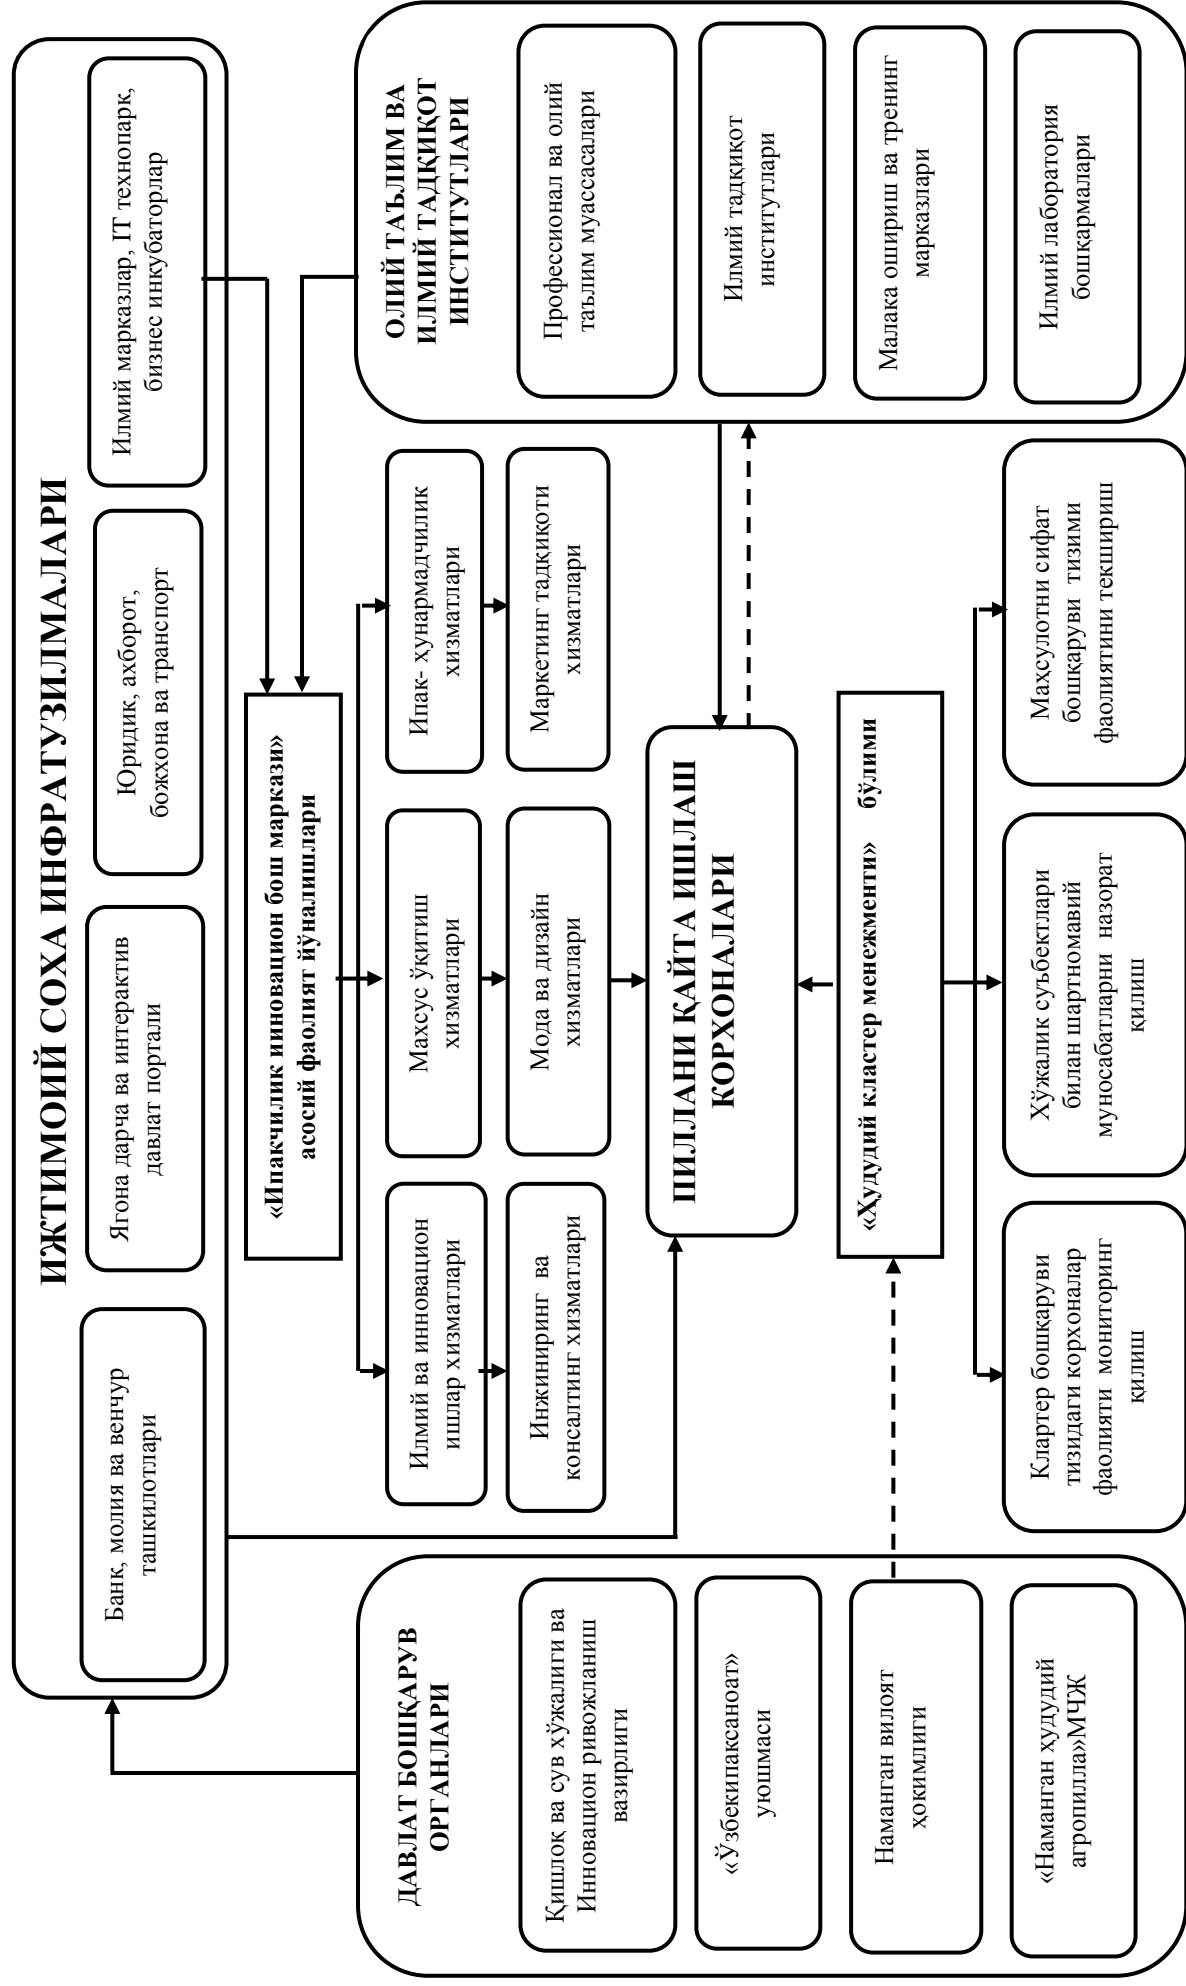 ИЖТИМОИЙ СОХА ИНФРАТУЗИЛМАЛАРИ
Банк, молия ва венчур
ташкилотлари
Ягона дарча ва интерактив
давлат портали
Юридик, ахборот,
божхона ва транспорт
Илмий марказлар, IT технопарк,
бизнес инкубаторлар
«Ипакчилик инновацион бош маркази»
асосий фаолият йўналишлари
Илмий ва инновацион
ишлар хизматлари
Махсус ўқитиш
хизматлари
Ипак- ҳунармадчилик
хизматлари
Инжиниринг ва
консалтинг хизматлари
Мода ва дизайн
хизматлари
Маркетинг тадқиқоти
хизматлари
ДАВЛАТ БОШҚАРУВ
ОРГАНЛАРИ
Қишлоқ ва сув хўжалиги ва
Инновацион ривожланиш
вазирлиги
«Ўзбекипаксаноат»
уюшмаси
Наманган вилоят
ҳокимлиги
«Наманган ҳудудий
агропилла»МЧЖ
ПИЛЛАНИ ҚАЙТА ИШЛАШ
КОРХОНАЛАРИ
«Ҳудудий кластер менежменти» бўлими
Клартер бошқаруви
тизидаги корхоналар
фаолияти мониторинг
қилиш
Хўжалик суъбектлари
билан шартномавий
муносабатларни назорат
қилиш
Маҳсулотни сифат
бошқаруви тизими
фаолиятини текшириш
ОЛИЙ ТАЪЛИМ ВА
ИЛМИЙ ТАДҚИҚОТ
ИНСТИТУТЛАРИ
Профессионал ва олий
таълим муассасалари
Илмий тадқиқот
институтлари
Малака ошириш ва тренинг
марказлари
Илмий лаборатория
бошқармалари